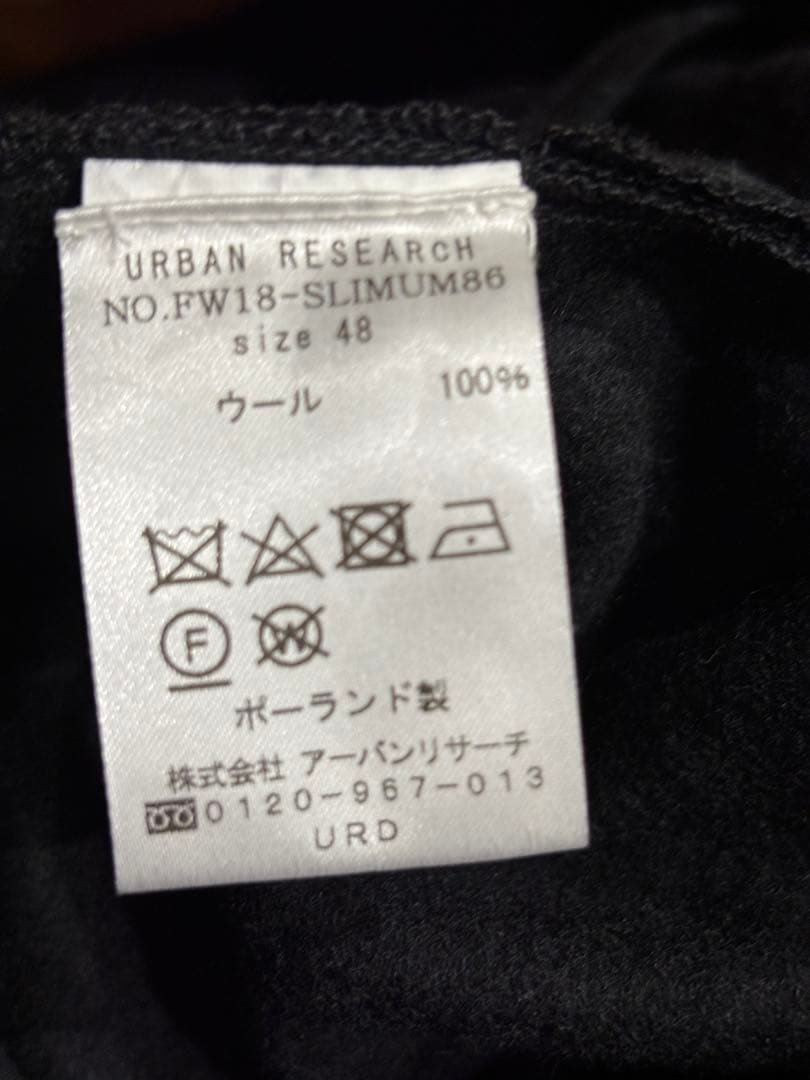 URBAN RESEARCH
NO.FW18-SLIMUM86
size 48
ウール 100%
F W
ポーランド製
株式会社 アーバンリサーチ
0120-967-013
URD